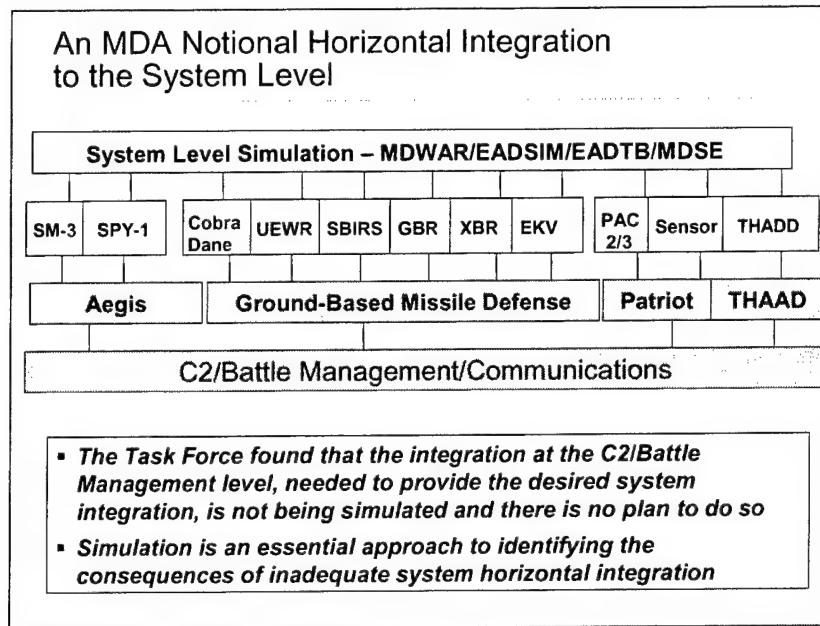 An MDA Notional Horizontal Integration
to the System Level
System Level Simulation – MDWAR/EADSIM/EADTB/MDSE
SM-3 SPY-1 Cobra Dane UEWR SBIRS GBR XBR EKV PAC 2/3 Sensor THADD
Aegis Ground-Based Missile Defense Patriot THAAD
C2/Battle Management/Communications
▪ The Task Force found that the integration at the C2/Battle
Management level, needed to provide the desired system
integration, is not being simulated and there is no plan to do so
▪ Simulation is an essential approach to identifying the
consequences of inadequate system horizontal integration